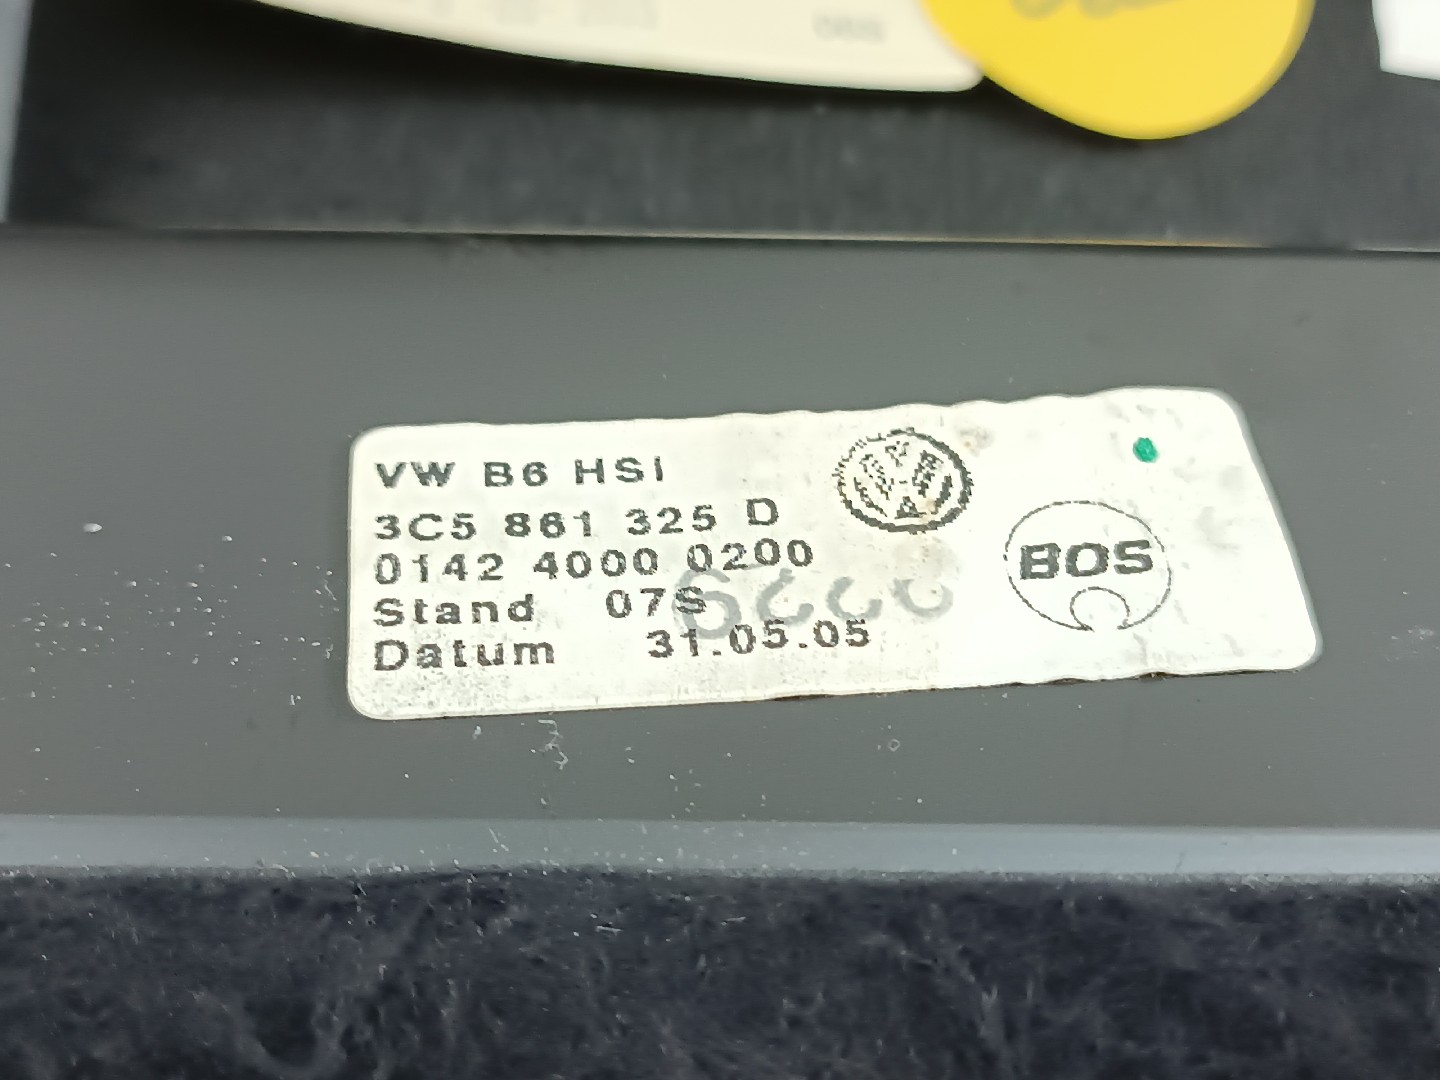 VW B6 HSI
3C5 861 325 D
0142 4000 0200
Stand 07S
Datum 31.05.05
BOS